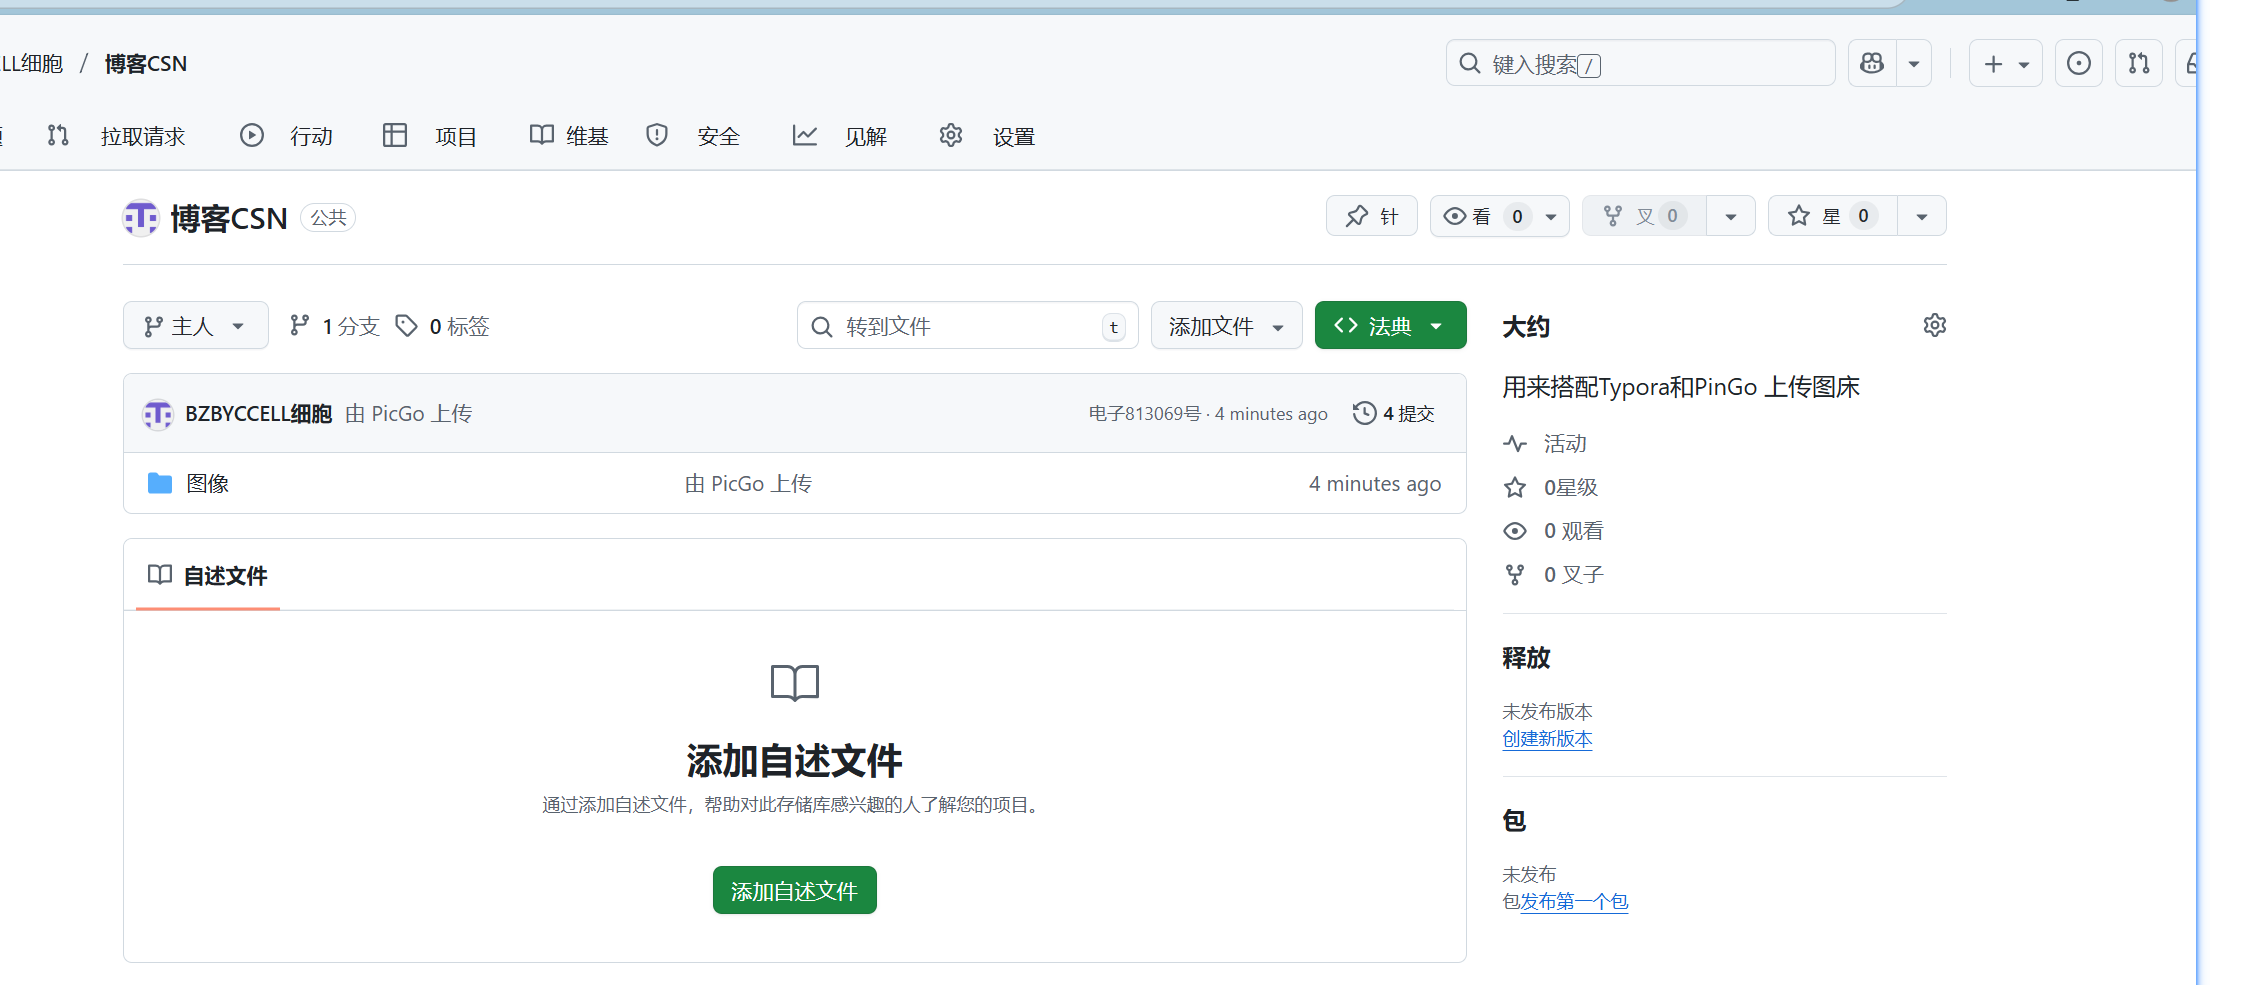 LL细胞 / 博客CSN
键入搜索 /
拉取请求 行动 项目 维基 安全 见解 设置
博客CSN 公共
针 看 0 叉 0 星 0
主人 1 分支 0 标签 转到文件 t 添加文件 法典
大约
用来搭配Typora和PinGo 上传图床
BZBYCCELL细胞 由 PicGo 上传 电子813069号 · 4 minutes ago 4 提交
图像 由 PicGo 上传 4 minutes ago
活动
0星级
0 观看
0 叉子
自述文件
添加自述文件
通过添加自述文件，帮助对此存储库感兴趣的人了解您的项目。
添加自述文件
释放
未发布版本
创建新版本
包
未发布
包发布第一个包